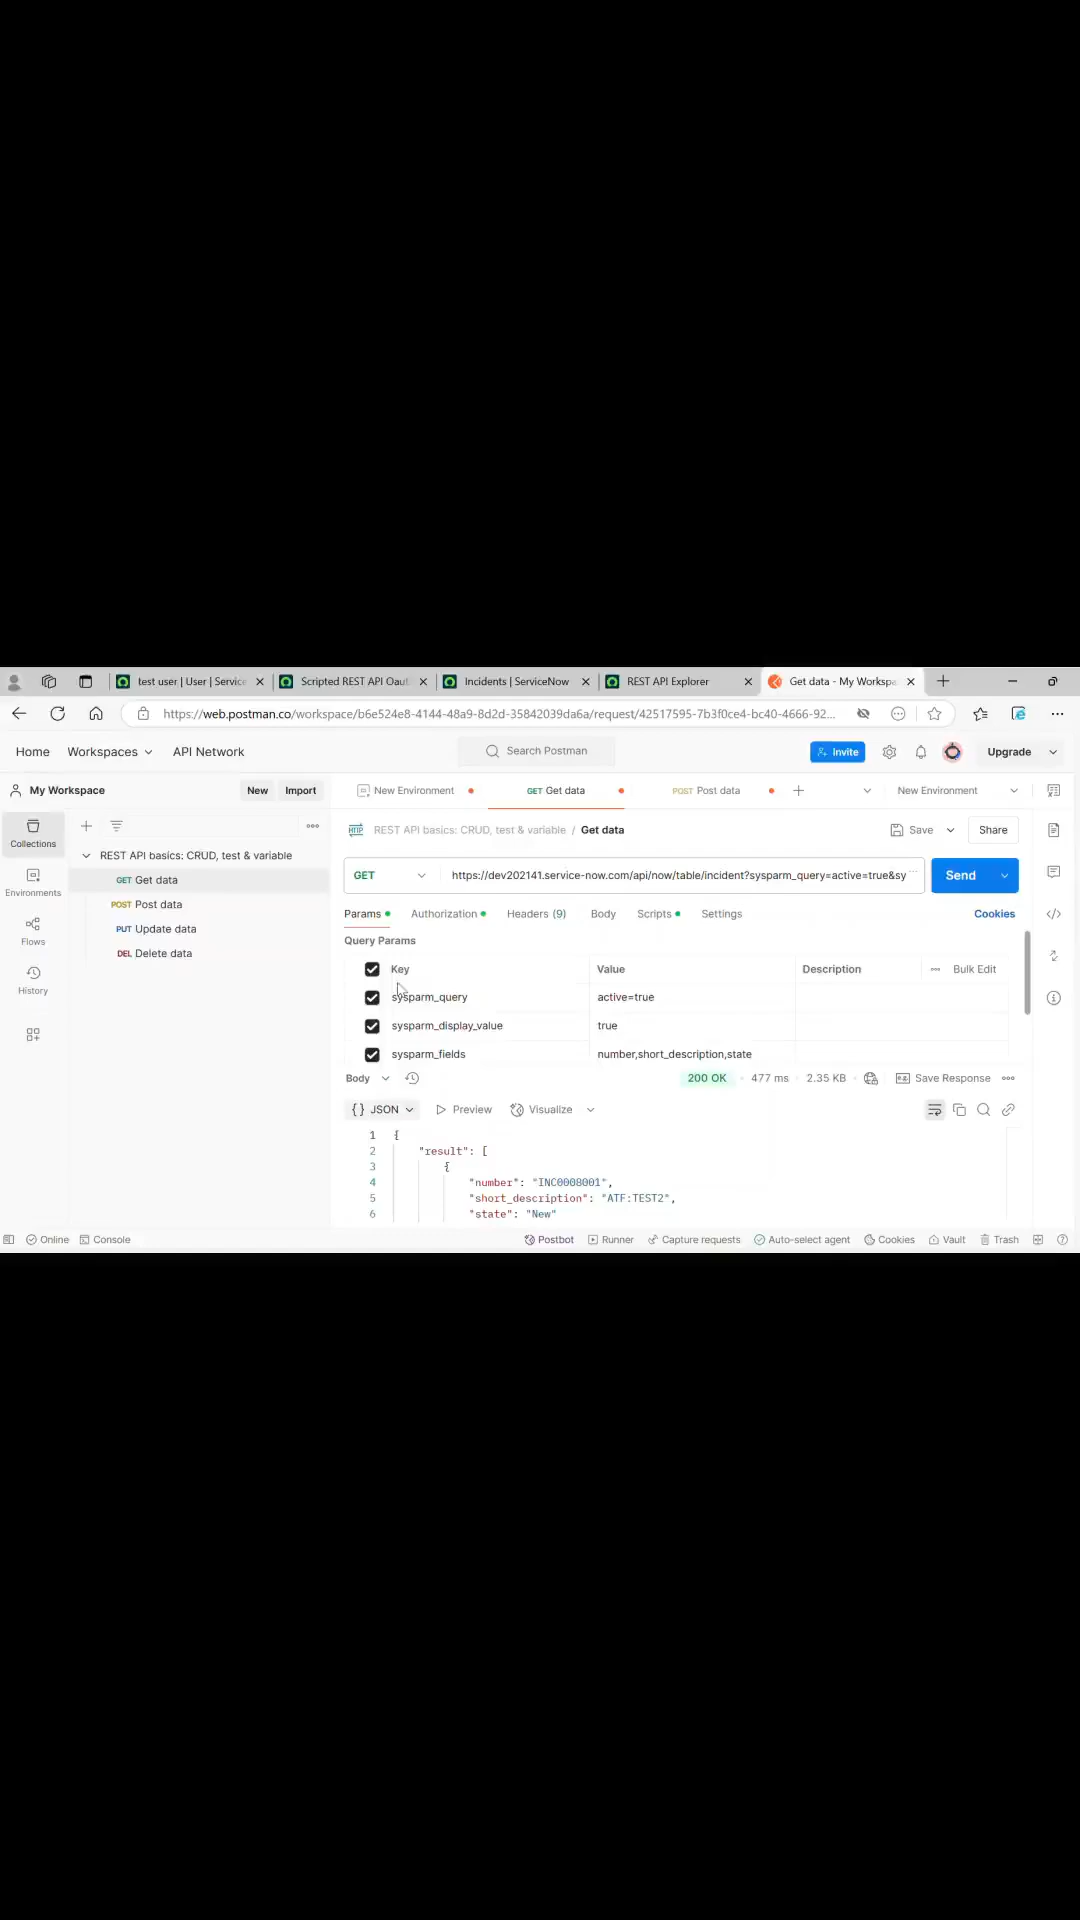 test user | User | Service
Scripted REST API Oaut
Incidents | ServiceNow
REST API Explorer
Get data - My Workspa
https://web.postman.co/workspace/b6e524e8-4144-48a9-8d2d-35842039da6a/request/42517595-7b3f0ce4-bc40-4666-92...
Home
Workspaces
API Network
Search Postman
Invite
Upgrade
My Workspace
New
Import
New Environment
GET Get data
POST Post data
New Environment
Collections
Environments
Flows
History
REST API basics: CRUD, test & variable
GET Get data
POST Post data
PUT Update data
DEL Delete data
HTTP REST API basics: CRUD, test & variable / Get data
Save
Share
GET
https://dev202141.service-now.com/api/now/table/incident?sysparm_query=active=true&sy
Send
Params
Authorization
Headers (9)
Body
Scripts
Settings
Cookies
Query Params
Key Value Description Bulk Edit
sysparm_query active=true
sysparm_display_value true
sysparm_fields number,short_description,state
Body
200 OK
477 ms
2.35 KB
Save Response
{} JSON
Preview
Visualize
1 {
2 "result": [
3 {
4 "number": "INC0008001",
5 "short_description": "ATF:TEST2",
6 "state": "New"
Online
Console
Postbot
Runner
Capture requests
Auto-select agent
Cookies
Vault
Trash